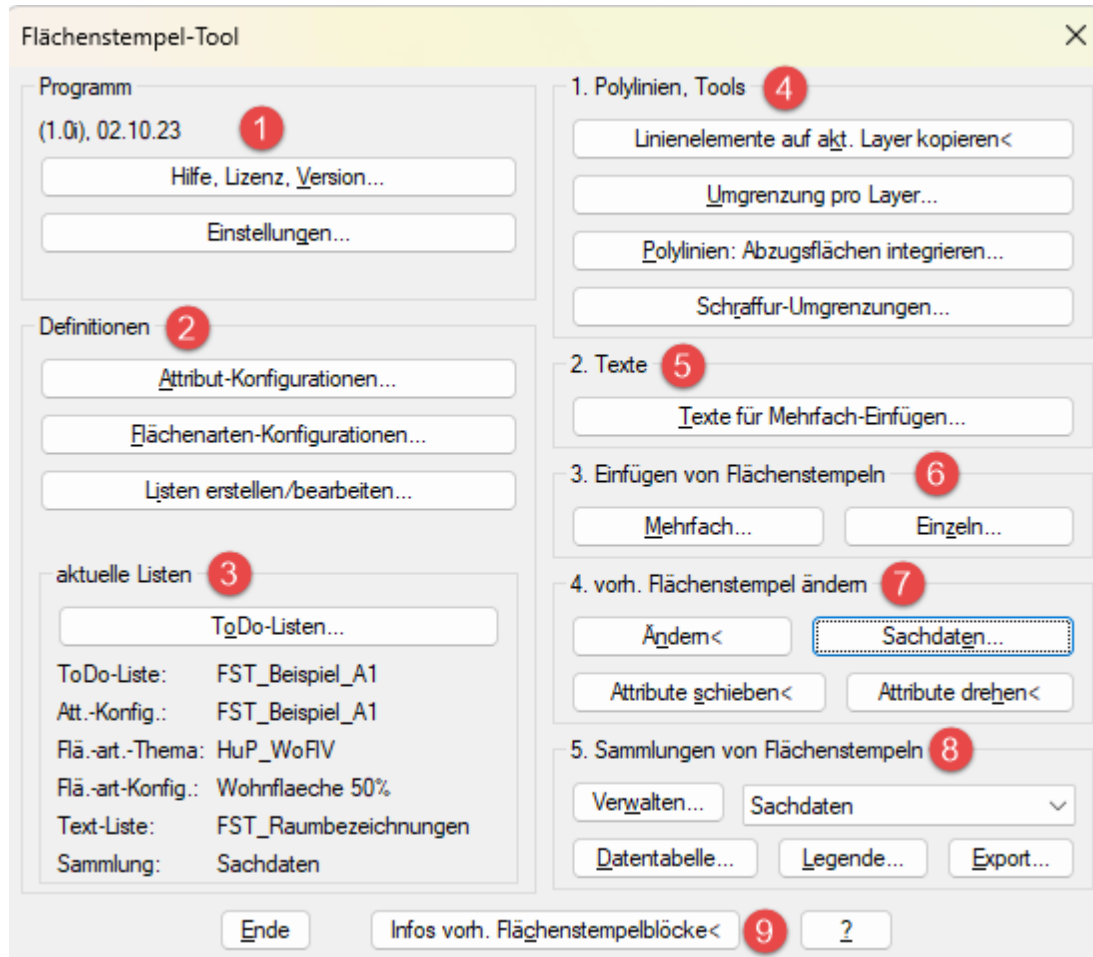 Flächenstempel-Tool
Programm
(1.0i), 02.10.23
1
Hilfe, Lizenz, Version...
Einstellungen...
Definitionen 2
Attribut-Konfigurationen...
Flächenarten-Konfigurationen...
Listen erstellen/bearbeiten...
aktuelle Listen 3
ToDo-Listen...
ToDo-Liste: FST_Beispiel_A1
Att.-Konfig.: FST_Beispiel_A1
Flä.-art.-Thema: HuP_WoFlV
Flä.-art-Konfig.: Wohnflaeche 50%
Text-Liste: FST_Raumbezeichnungen
Sammlung: Sachdaten
1. Polylinien, Tools 4
Linienelemente auf akt. Layer kopieren<
Umgrenzung pro Layer...
Polylinien: Abzugsflächen integrieren...
Schraffur-Umgrenzungen...
2. Texte 5
Texte für Mehrfach-Einfügen...
3. Einfügen von Flächenstempeln 6
Mehrfach... Einzeln...
4. vorh. Flächenstempel ändern 7
Ändern< Sachdaten...
Attribute schieben< Attribute drehen<
5. Sammlungen von Flächenstempeln 8
Verwalten... Sachdaten
Datentabelle... Legende... Export...
Ende Infos vorh. Flächenstempelblöcke< 9 ?